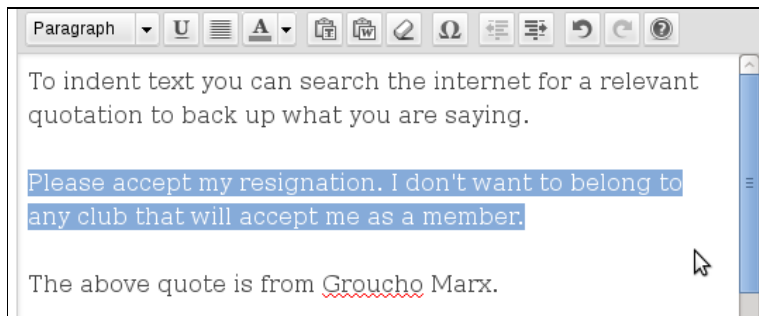 Paragraph U A T W Ω ?
To indent text you can search the internet for a relevant
quotation to back up what you are saying.
Please accept my resignation. I don't want to belong to
any club that will accept me as a member.
The above quote is from Groucho Marx.